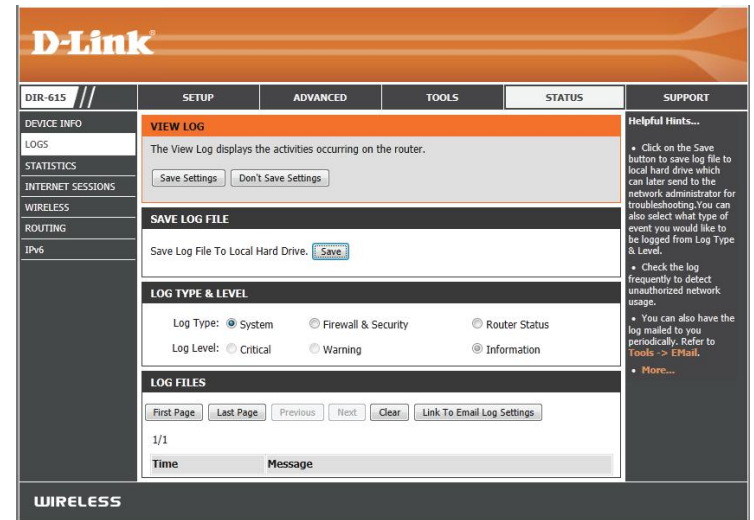 D-Link
DIR-615
SETUP
ADVANCED
TOOLS
STATUS
SUPPORT
DEVICE INFO
LOGS
STATISTICS
INTERNET SESSIONS
WIRELESS
ROUTING
IPv6
VIEW LOG
The View Log displays the activities occurring on the router.
Save Settings
Don't Save Settings
SAVE LOG FILE
Save Log File To Local Hard Drive. Save
LOG TYPE & LEVEL
Log Type: System Firewall & Security Router Status
Log Level: Critical Warning Information
LOG FILES
First Page Last Page Previous Next Clear Link To Email Log Settings
1/1
Time Message
Helpful Hints...
• Click on the Save
button to save log file to
local hard drive which
can later send to the
network administrator for
troubleshooting.You can
also select what type of
event you would like to
be logged from Log Type
& Level.
• Check the log
frequently to detect
unauthorized network
usage.
• You can also have the
log mailed to you
periodically. Refer to
Tools -> EMail.
• More...
WIRELESS